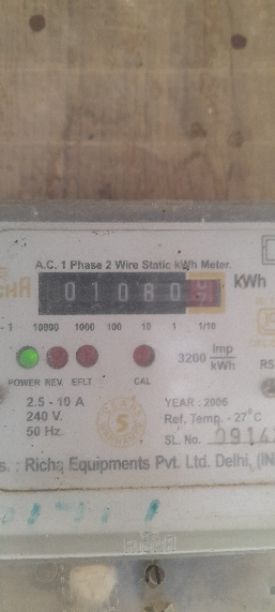 A.C. 1 Phase 2 Wire Static kWh Meter.
01080 kWh
10000 1000 100 10 1 1/10
3200 Imp/kWh
POWER REV. E/LT CAL
2.5 - 10 A YEAR : 2006
240 V. Ref. Temp. - 27°C
50 Hz. SL. No.
: Richa Equipments Pvt. Ltd. Delhi, (IN